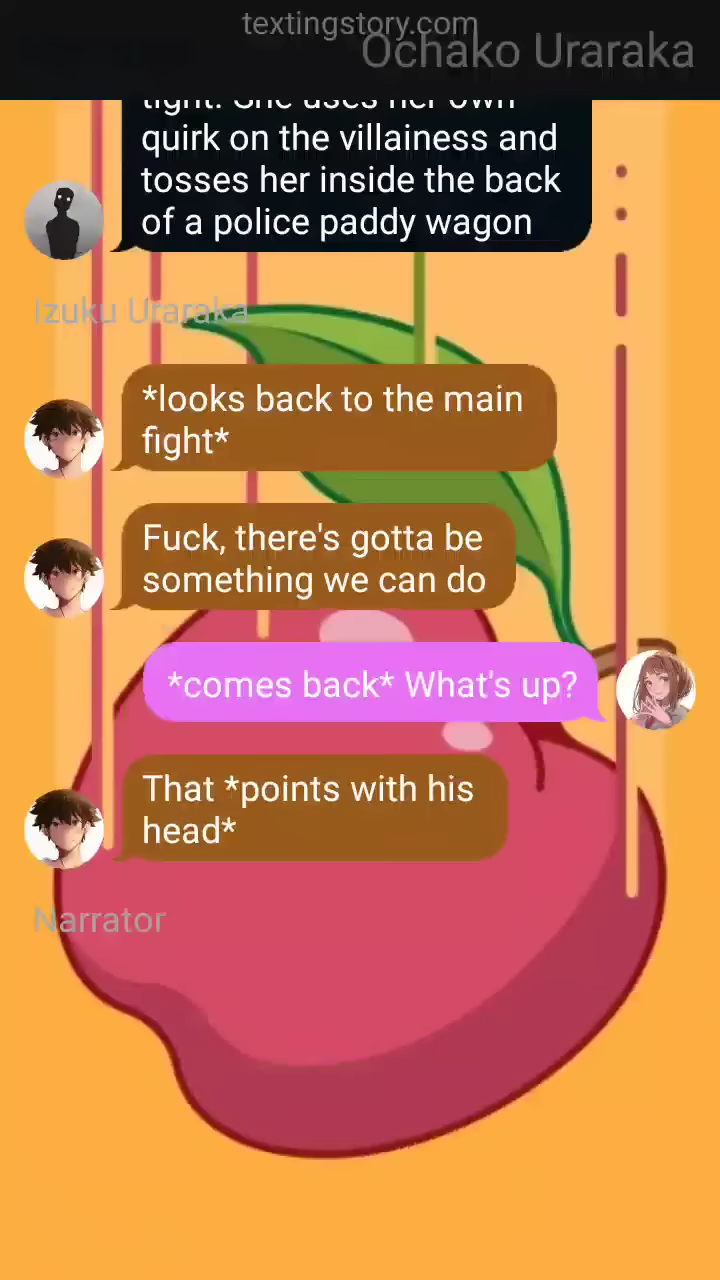 textingstory.com
Ochako Uraraka
tight. She uses her own
quirk on the villainess and
tosses her inside the back
of a police paddy wagon
Izuku Uraraka
*looks back to the main
fight*
Fuck, there's gotta be
something we can do
*comes back* What's up?
That *points with his
head*
Narrator